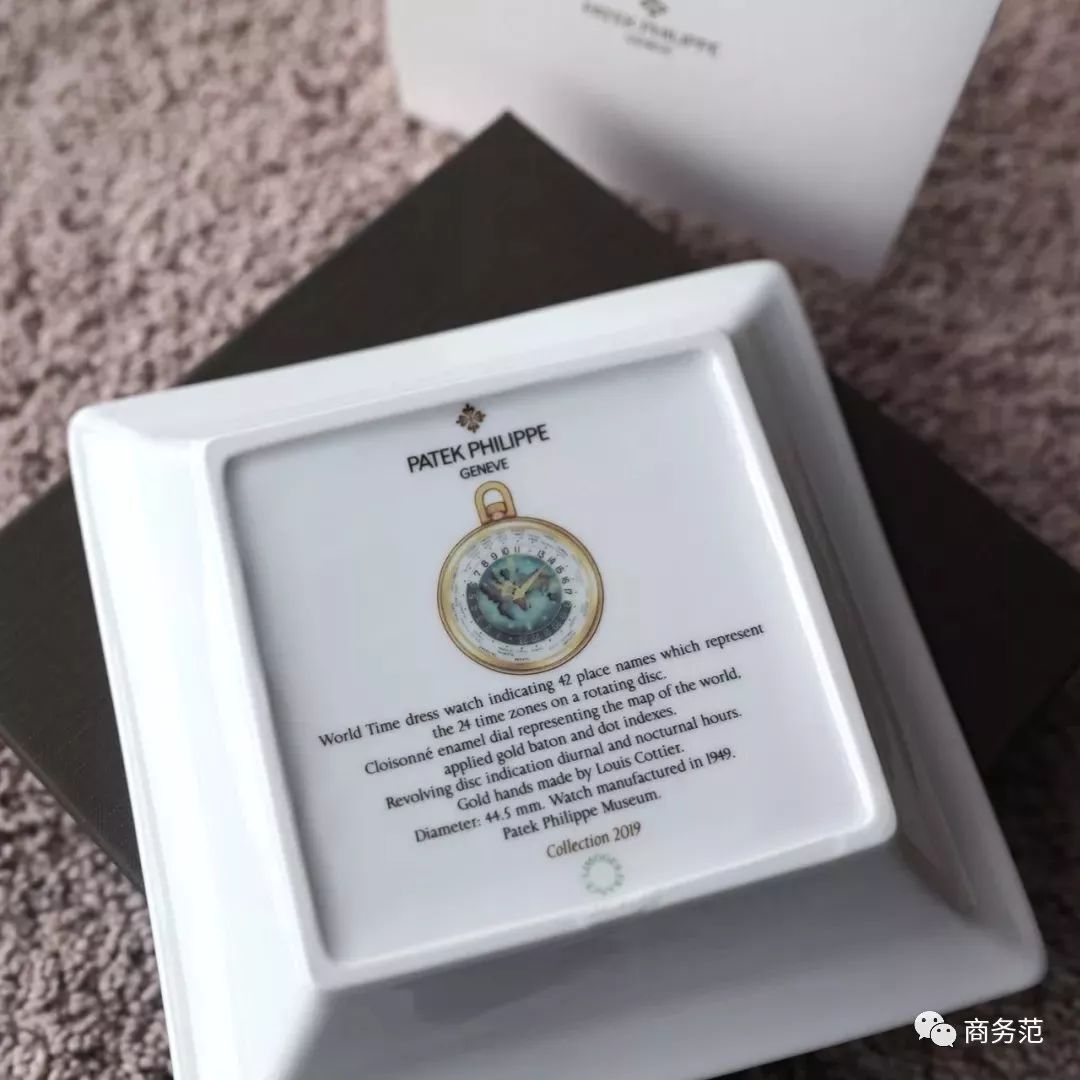 PATEK PHILIPPE
GENEVE
PATEK PHILIPPE
GENEVE
World Time dress watch indicating 42 place names which represent
the 24 time zones on a rotating disc.
Cloisonné enamel dial representing the map of the world,
applied gold baton and dot indexes.
Revolving disc indication diurnal and nocturnal hours.
Gold hands made by Louis Cottier.
Diameter: 44.5 mm. Watch manufactured in 1949.
Patek Philippe Museum.
Collection 2019
商务范